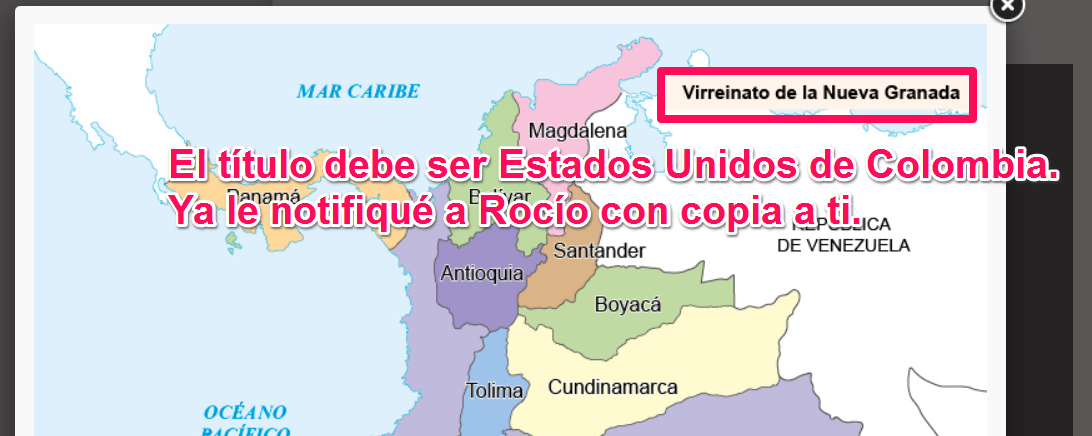 MAR CARIBE
Virreinato de la Nueva Granada
Magdalena
El título debe ser Estados Unidos de Colombia.
Panamá
Bolívar
Ya le notifiqué a Rocío con copia a ti.
REPÚBLICA
DE VENEZUELA
Santander
Antioquia
Boyacá
Tolima
Cundinamarca
OCÉANO
PACÍFICO